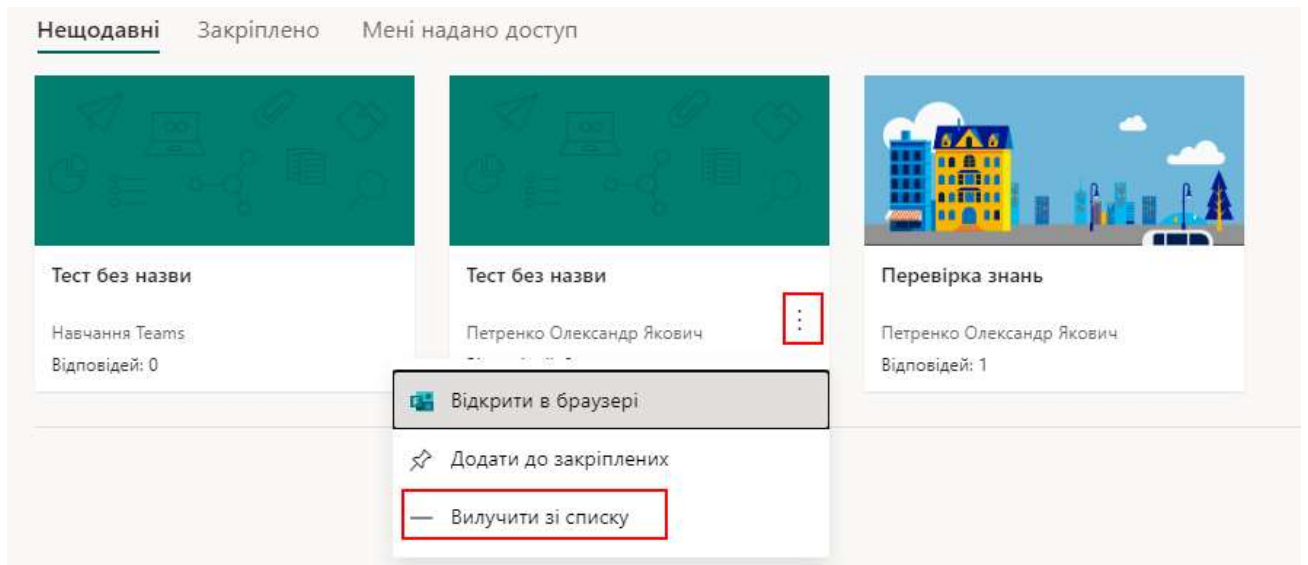 Нещодавні Закріплено Мені надано доступ
Тест без назви
Навчання Teams
Відповідей: 0
Тест без назви
Петренко Олександр Якович
Перевірка знань
Петренко Олександр Якович
Відповідей: 1
Відкрити в браузері
Додати до закріплених
Вилучити зі списку